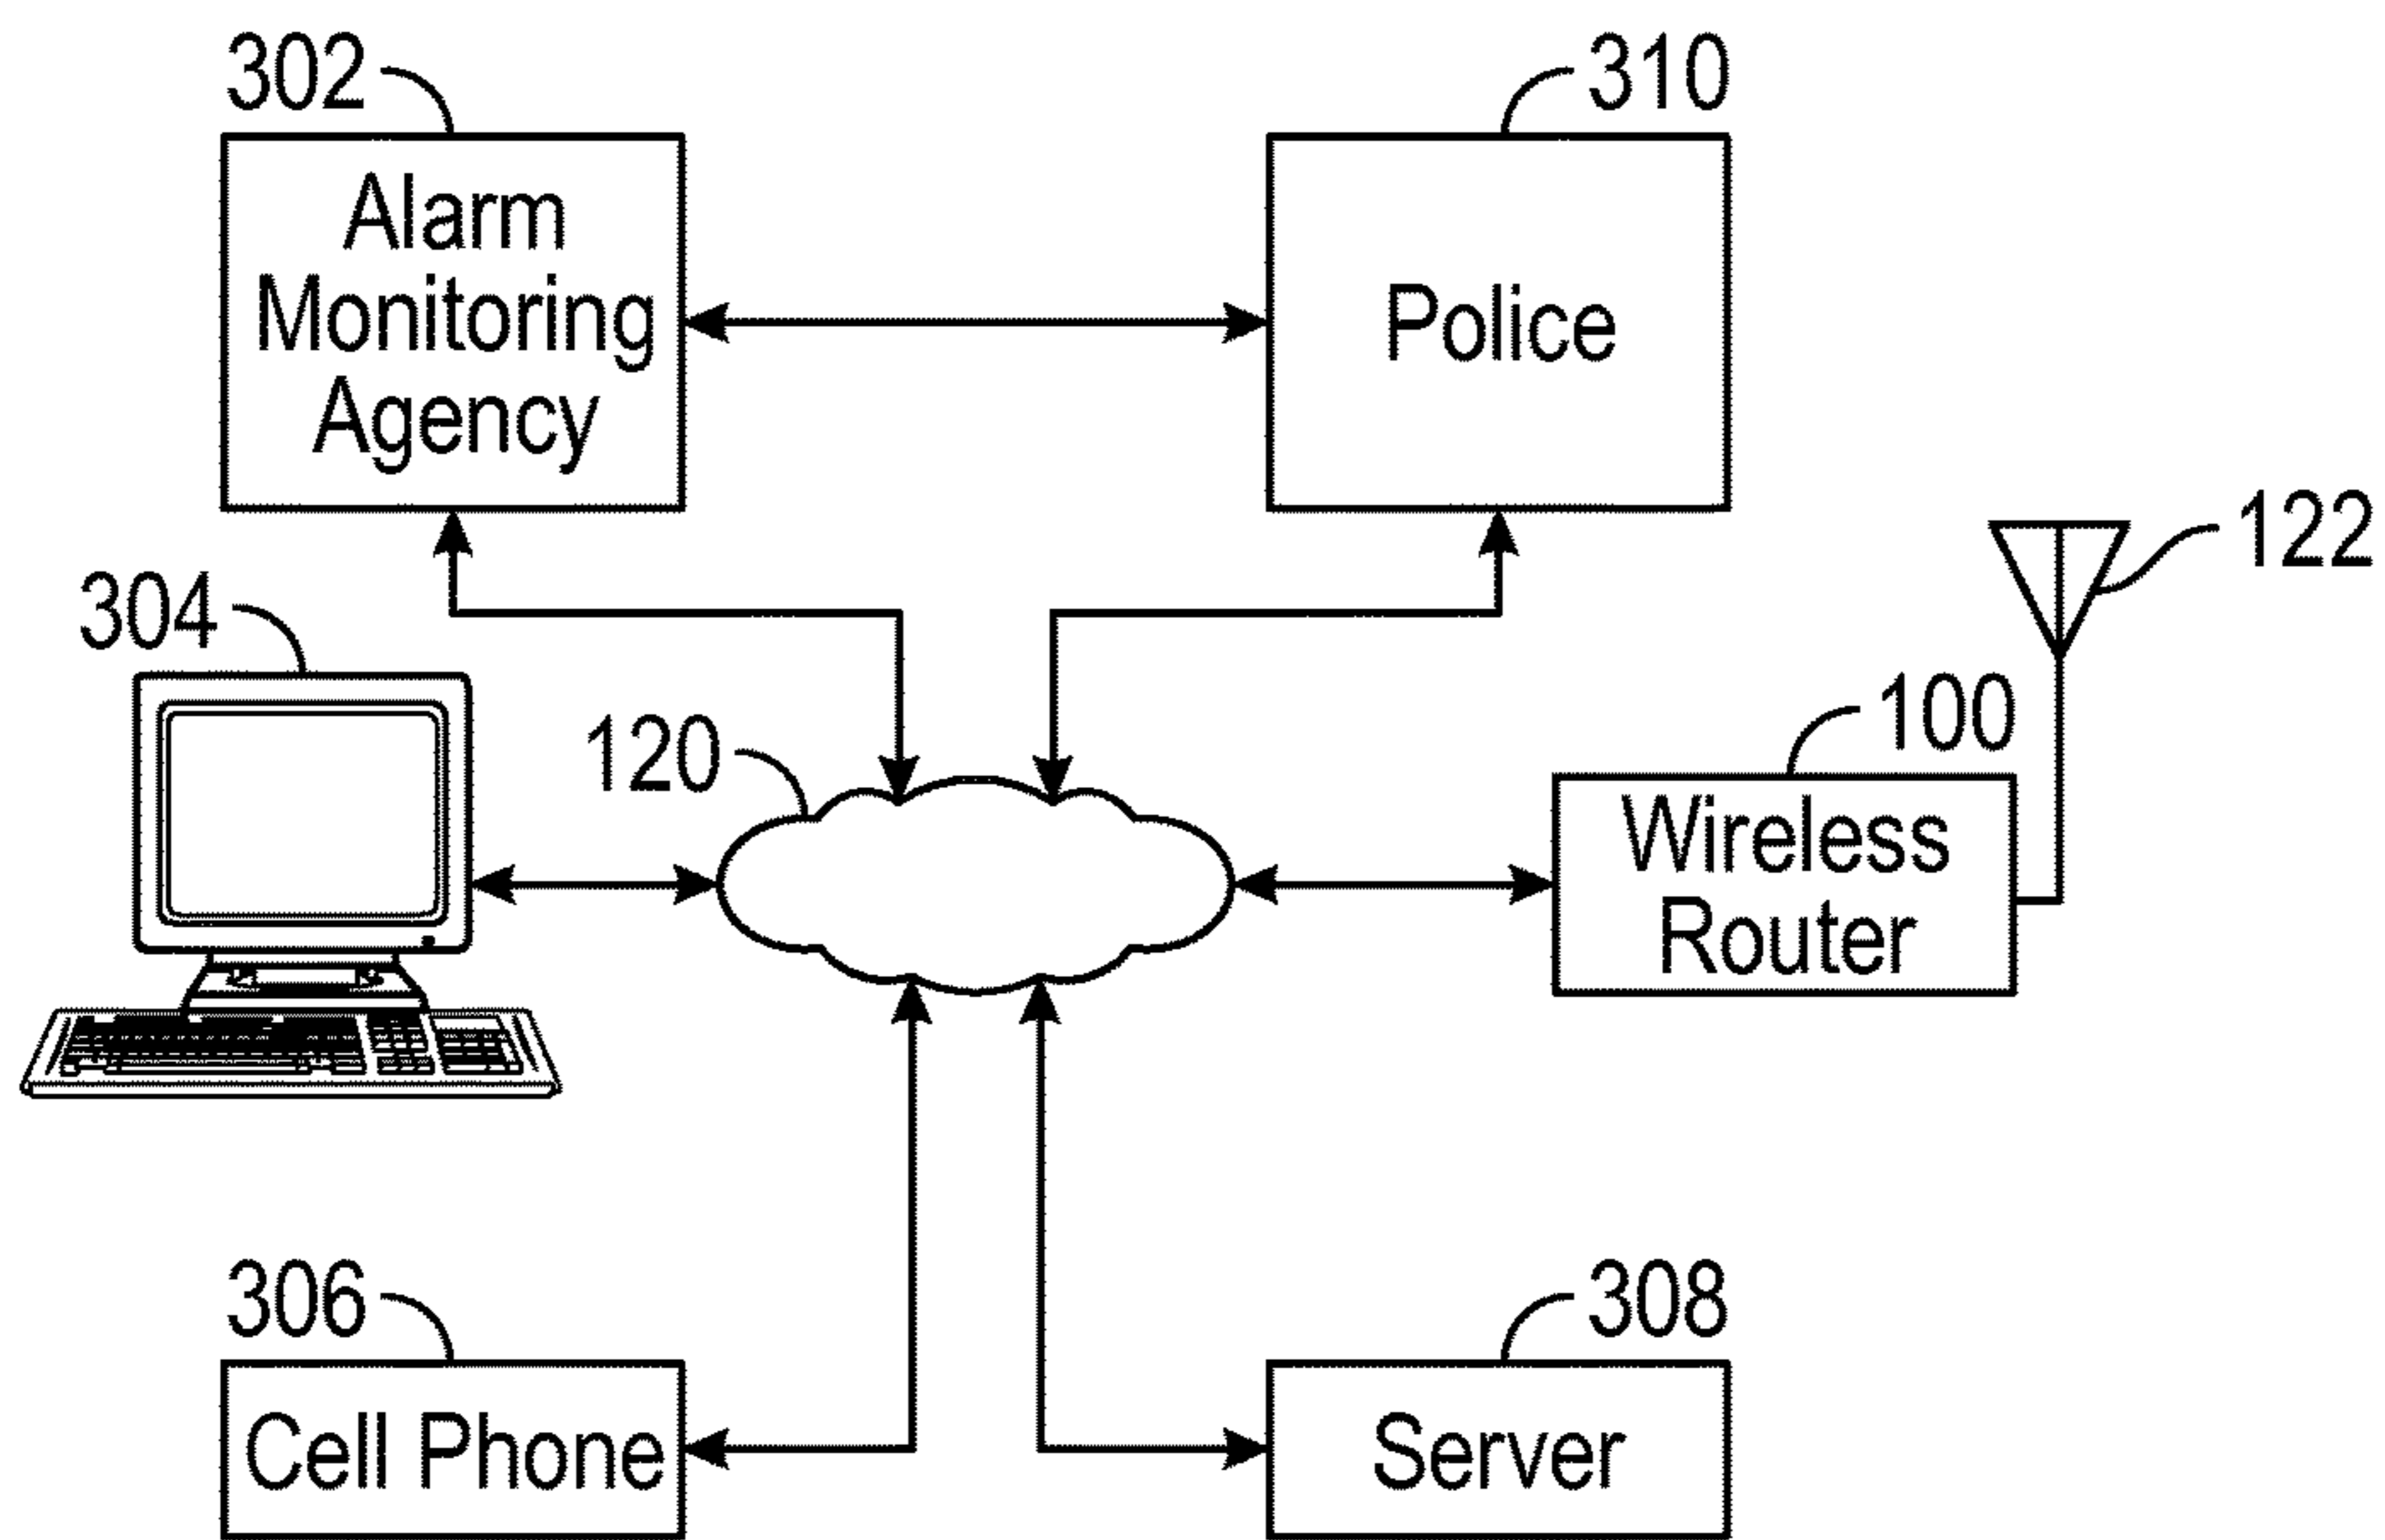 302
310
Alarm
Monitoring
Agency
Police
122
304
120
100
Wireless
Router
306
308
Cell Phone
Server